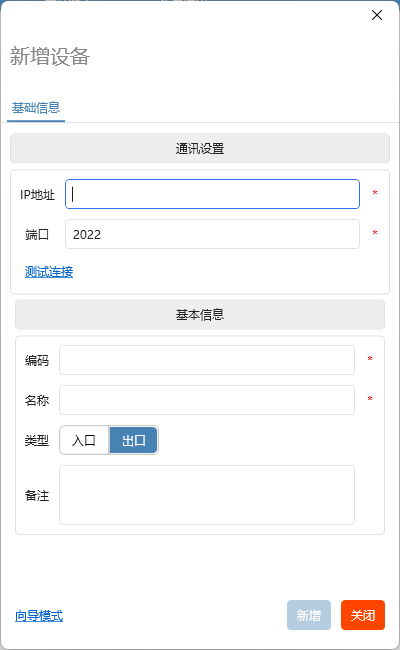 新增设备
基础信息
通讯设置
IP地址 *
端口 2022 *
测试连接
基本信息
编码 *
名称 *
类型 入口 出口
备注
向导模式 新增 关闭